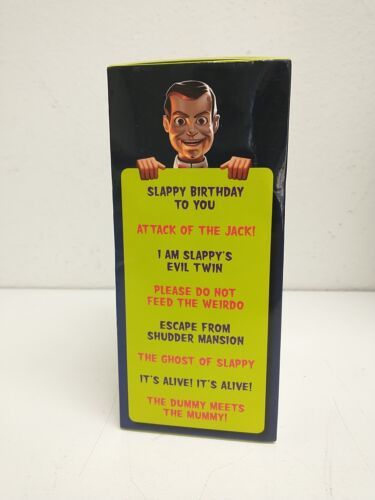 SLAPPY BIRTHDAY
TO YOU
ATTACK OF THE JACK!
I AM SLAPPY'S
EVIL TWIN
PLEASE DO NOT
FEED THE WEIRDO
ESCAPE FROM
SHUDDER MANSION
THE GHOST OF SLAPPY
IT'S ALIVE! IT'S ALIVE!
THE DUMMY MEETS
THE MUMMY!